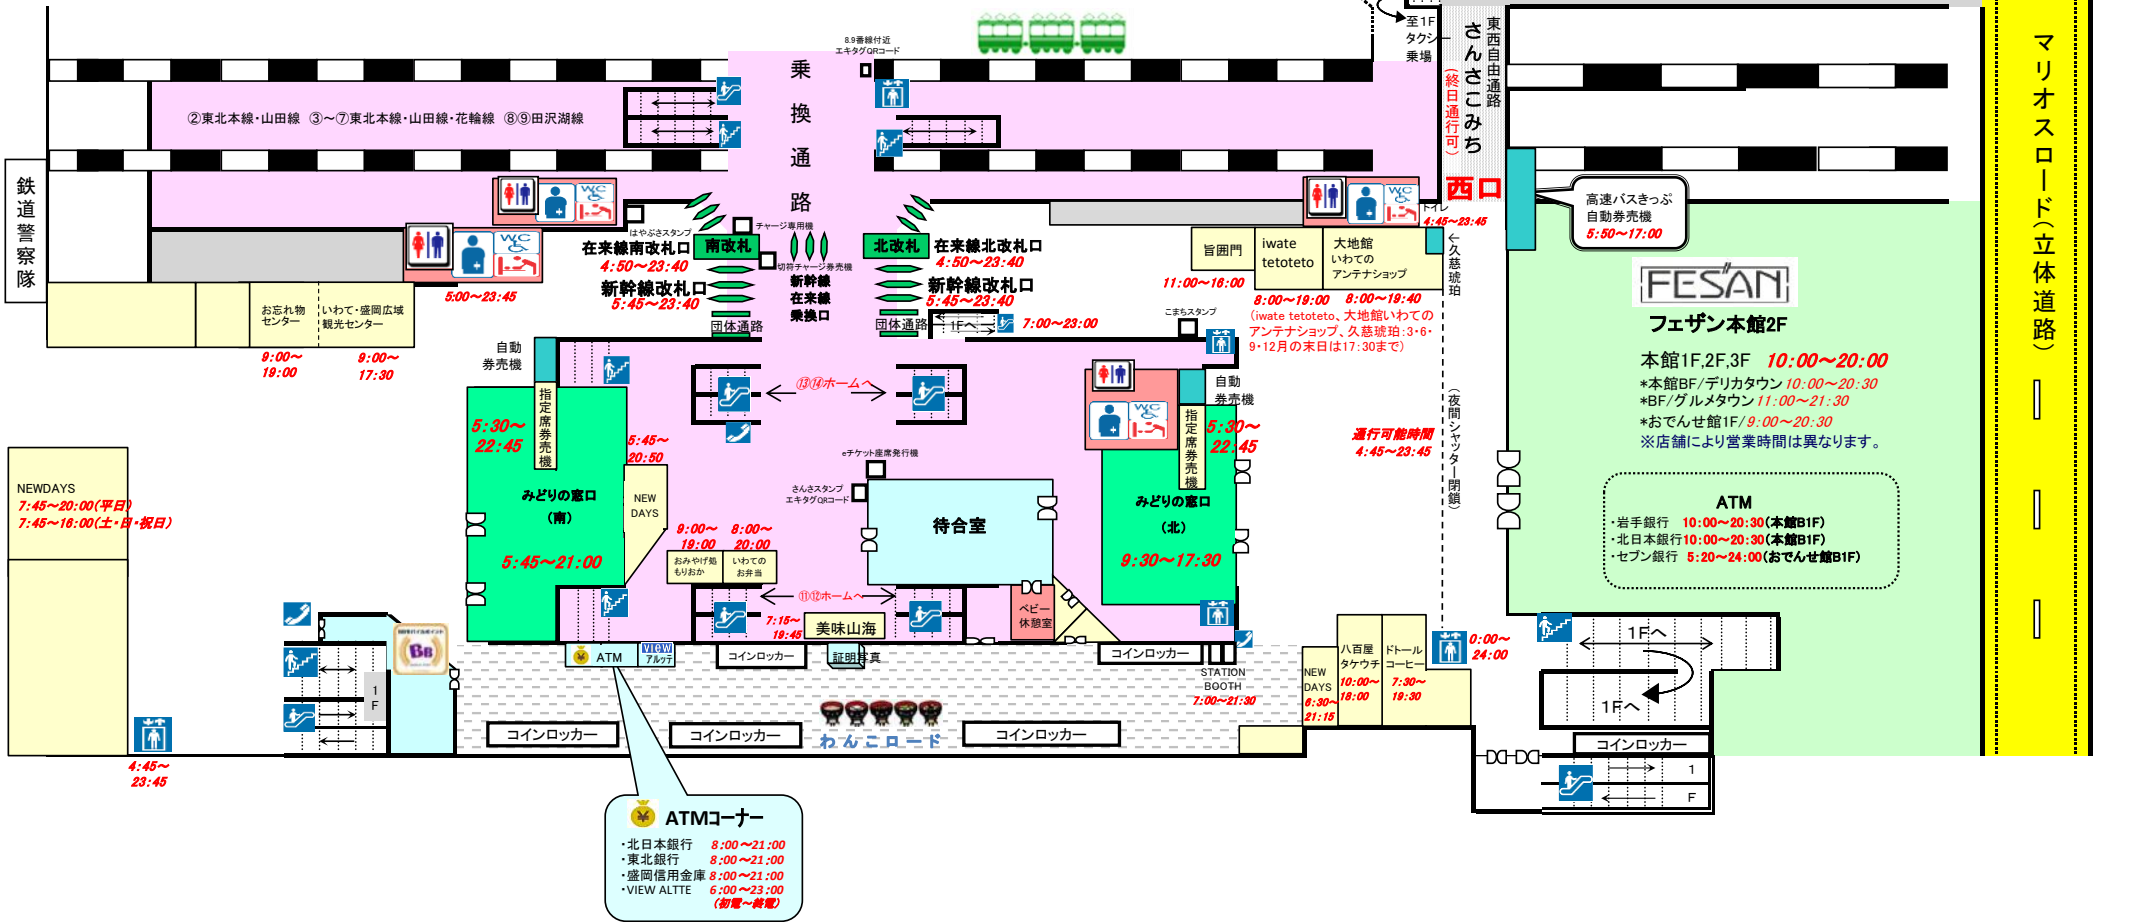 8.9番線付近
エキタグQRコード
乗換通路
至1F
タクシー
乗場
東西自由通路
さんさこみち
(終日通行可)
西口
マリオスロード(立体道路)
②東北本線・山田線 ③～⑦東北本線・山田線・花輪線 ⑧⑨田沢湖線
鉄道警察隊
WC
WC
5:00～23:45
はやぶさスタンプ
チャージ専用機
在来線南改札口
4:50～23:40
南改札
切符チャージ券売機
新幹線改札口
5:45～23:40
新幹線
在来線
乗換口
団体通路
北改札
在来線北改札口
4:50～23:40
新幹線改札口
5:45～23:40
団体通路
1Fへ
7:00～23:00
WC
トイレ
4:45～23:45
旨囲門
11:00～16:00
iwate
tetoteto
8:00～19:00
大地館
いわての
アンテナショップ
8:00～19:40
(iwate tetoteto、大地館いわての
アンテナショップ、久慈琥珀:3・6・
9・12月の末日は17:30まで)
←久慈琥珀
こまちスタンプ
高速バスきっぷ
自動券売機
5:50～17:00
FESAN
フェザン本館2F
本館1F,2F,3F 10:00～20:00
*本館BF/デリカタウン 10:00～20:30
*BF/グルメタウン 11:00～21:30
*おでんせ館1F/ 9:00～20:30
※店舗により営業時間は異なります。
ATM
・岩手銀行 10:00～20:30(本館B1F)
・北日本銀行10:00～20:30(本館B1F)
・セブン銀行 5:20～24:00(おでんせ館B1F)
お忘れ物
センター
9:00～
19:00
いわて・盛岡広域
観光センター
9:00～
17:30
自動
券売機
指定席券売機
5:30～
22:45
みどりの窓口
(南)
5:45～21:00
5:45～
20:50
NEW
DAYS
⑬⑭ホームへ
eチケット座席発行機
さんさスタンプ
エキタグQRコード
待合室
WC
自動
券売機
指定席券売機
5:30～
22:45
みどりの窓口
(北)
9:30～17:30
通行可能時間
4:45～23:45
(夜間シャッター閉鎖)
NEWDAYS
7:45～20:00(平日)
7:45～16:00(土・日・祝日)
9:00～
19:00
おみやげ処
もりおか
8:00～
20:00
いわての
お弁当
⑪⑫ホームへ
7:15～
19:45
美味山海
ベビー
休憩室
ATM
VIEW
アルッテ
コインロッカー
証明写真
コインロッカー
STATION
BOOTH
7:00～21:30
NEW
DAYS
6:30～
21:15
八百屋
タケウチ
10:00～
18:00
ドトール
コーヒー
7:30～
19:30
0:00～
24:00
1Fへ
1Fへ
コインロッカー
1
F
BB
1
F
4:45～
23:45
コインロッカー
コインロッカー
わんこロード
コインロッカー
ATMコーナー
・北日本銀行 8:00～21:00
・東北銀行 8:00～21:00
・盛岡信用金庫 8:00～21:00
・VIEW ALTTE 6:00～23:00
(初電～終電)